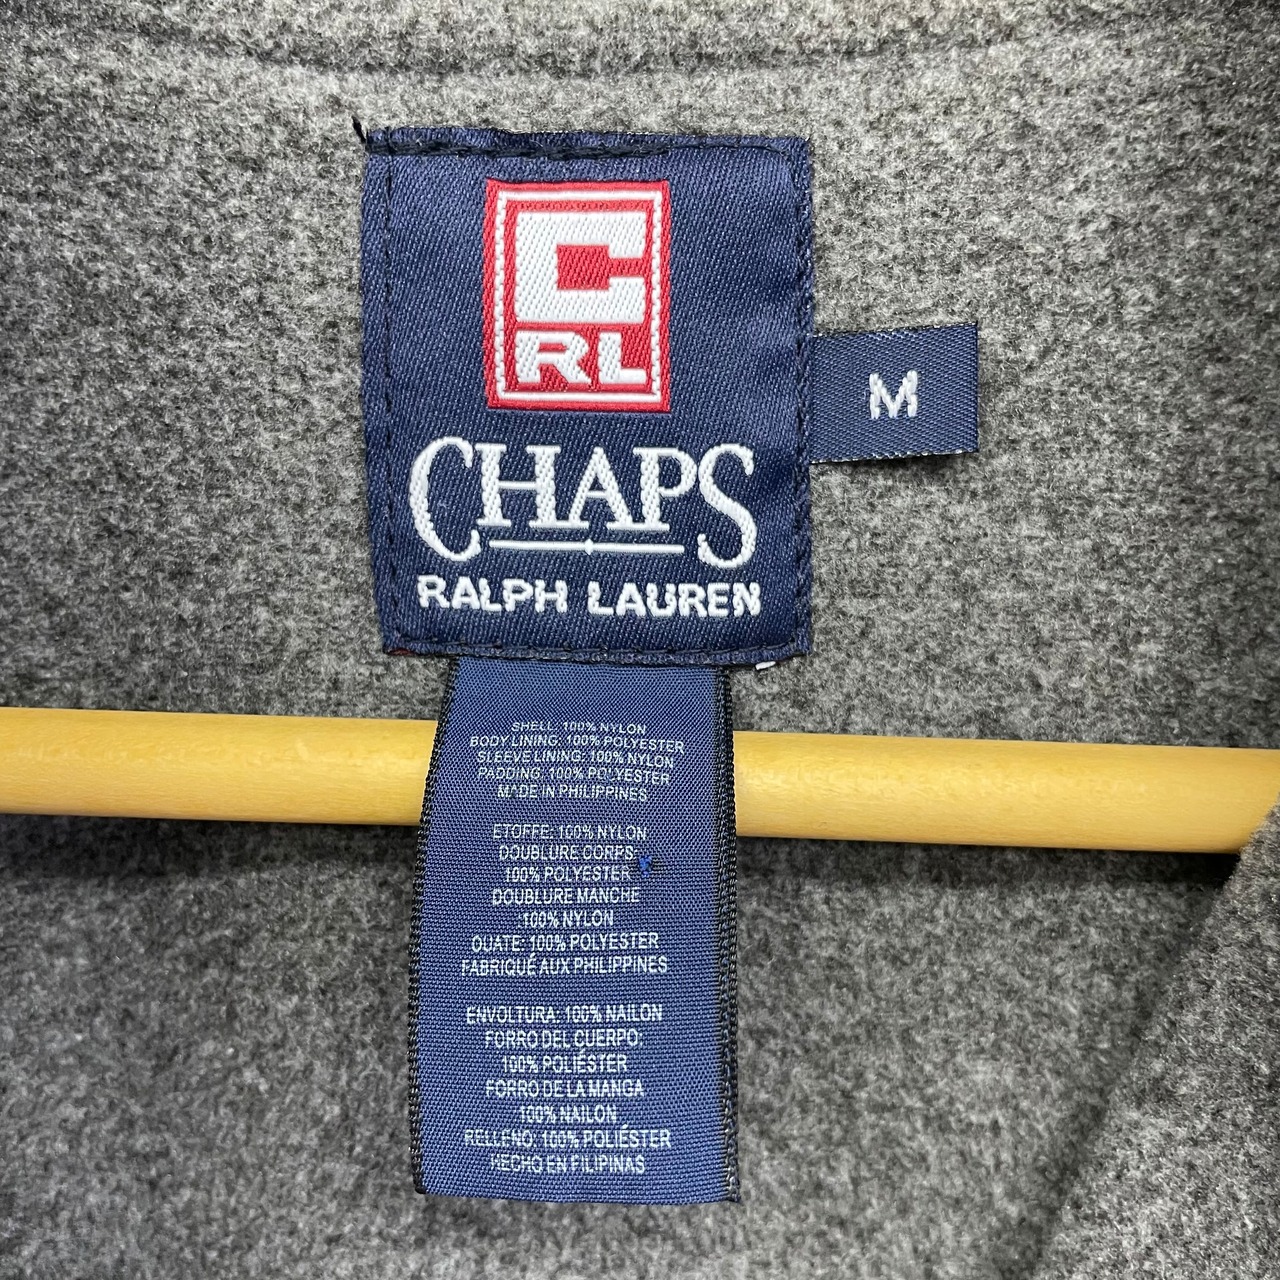 C
RL
CHAPS
RALPH LAUREN
M
SHELL: 100% NYLON
BODY LINING: 100% POLYESTER
SLEEVE LINING: 100% NYLON
PADDING: 100% POLYESTER
MADE IN PHILIPPINES
ETOFFE: 100% NYLON
DOUBLURE CORPS:
100% POLYESTER
DOUBLURE MANCHE
100% NYLON
OUATE: 100% POLYESTER
FABRIQUÉ AUX PHILIPPINES
ENVOLTURA: 100% NAILON
FORRO DEL CUERPO:
100% POLIÉSTER
FORRO DE LA MANGA
100% NAILON
RELLENO: 100% POLIÉSTER
HECHO EN FILIPINAS